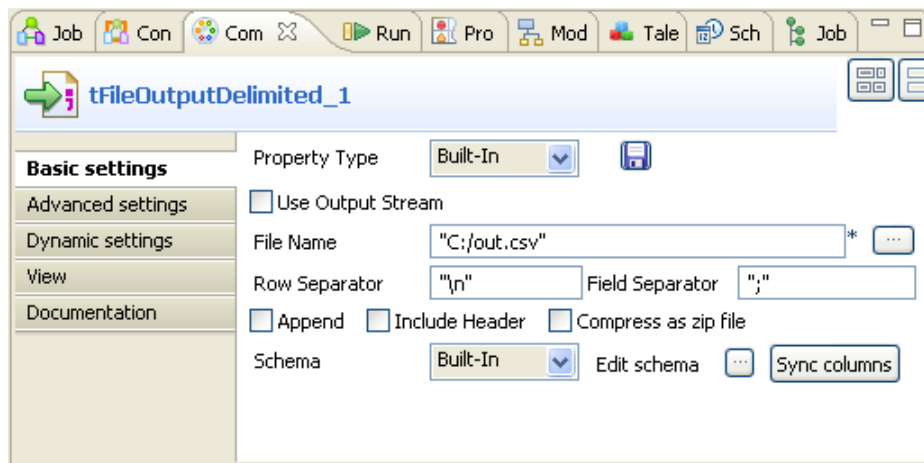 Job Con Com Run Pro Mod Tale Sch Job
tFileOutputDelimited_1
Basic settings
Advanced settings
Dynamic settings
View
Documentation
Property Type Built-In
Use Output Stream
File Name "C:/out.csv" * ...
Row Separator "\n" Field Separator ";"
Append Include Header Compress as zip file
Schema Built-In Edit schema ... Sync columns